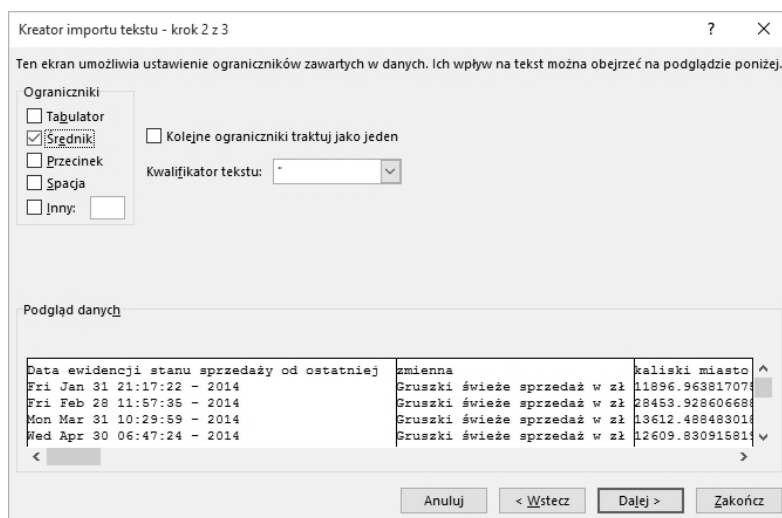 Kreator importu tekstu - krok 2 z 3
Ten ekran umożliwia ustawienie ograniczników zawartych w danych. Ich wpływ na tekst można obejrzeć na podglądzie poniżej.
Ograniczniki
Tabulator
Średnik
Przecinek
Spacja
Inny:
Kolejne ograniczniki traktuj jako jeden
Kwalifikator tekstu: "
Podgląd danych
Data ewidencji stanu sprzedaży od ostatniej zmienna kaliski miasto
Fri Jan 31 21:17:22 - 2014 Gruszki świeże sprzedaż w zł 11896.963817079
Fri Feb 28 11:57:35 - 2014 Gruszki świeże sprzedaż w zł 28453.928606688
Mon Mar 31 10:29:59 - 2014 Gruszki świeże sprzedaż w zł
Wed Apr 30 06:47:24 - 2014 Gruszki świeże sprzedaż w zł
Anuluj < Wstecz Dalej > Zakończ